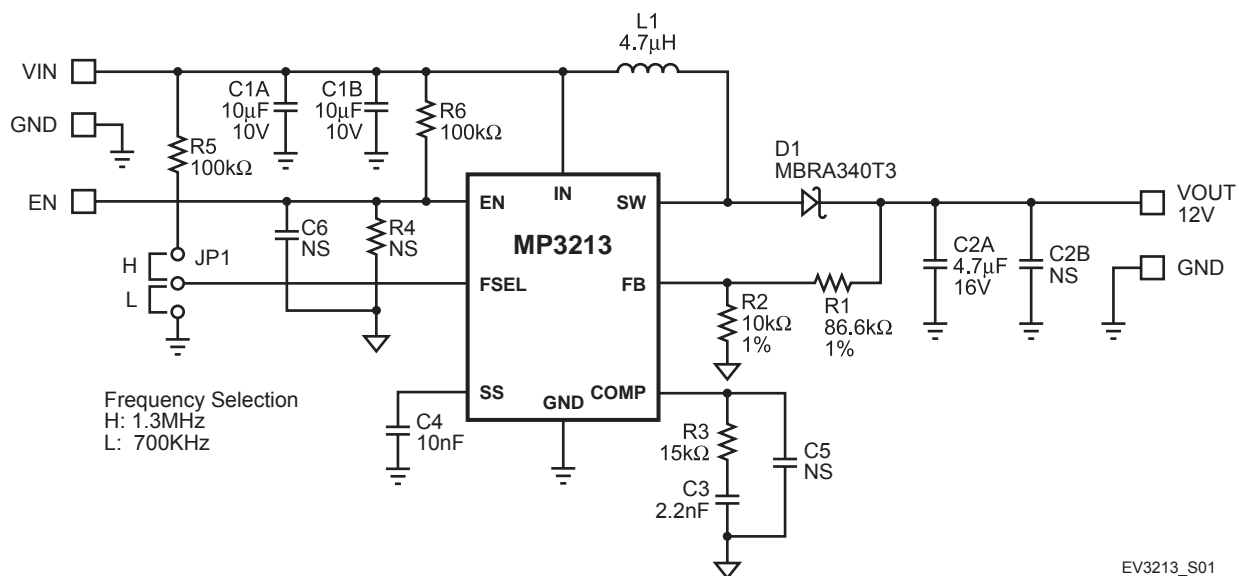 L1
4.7μH
VIN
GND
EN
C1A
10μF
10V
C1B
10μF
10V
R6
100kΩ
R5
100kΩ
D1
MBRA340T3
VOUT
12V
GND
EN
IN
SW
MP3213
FSEL
FB
SS
GND
COMP
C6
NS
R4
NS
H
JP1
L
C2A
4.7μF
16V
C2B
NS
R2
10kΩ
1%
R1
86.6kΩ
1%
Frequency Selection
H: 1.3MHz
L: 700KHz
C4
10nF
R3
15kΩ
C5
NS
C3
2.2nF
EV3213_S01